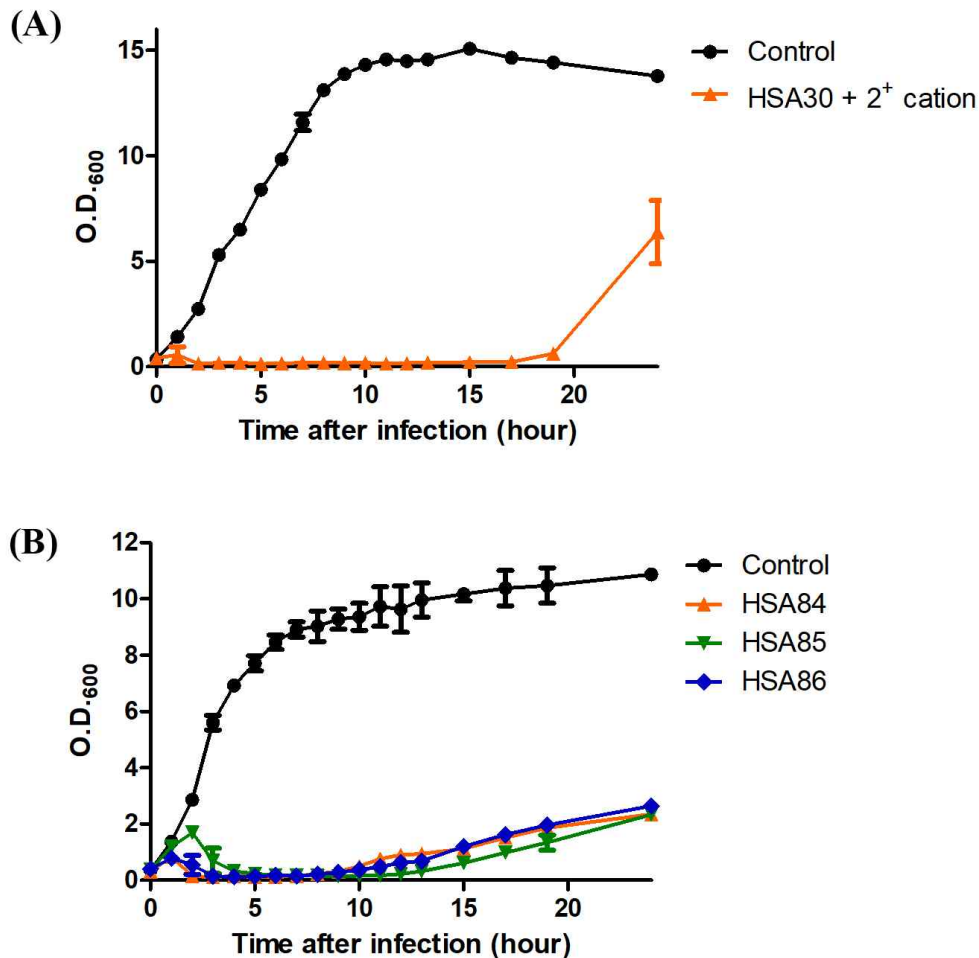 (A)
15
10
5
0
O.D.600
0 5 10 15 20
Time after infection (hour)
Control
HSA30 + 2+ cation
(B)
12
10
8
6
4
2
0
O.D.600
0 5 10 15 20
Time after infection (hour)
Control
HSA84
HSA85
HSA86